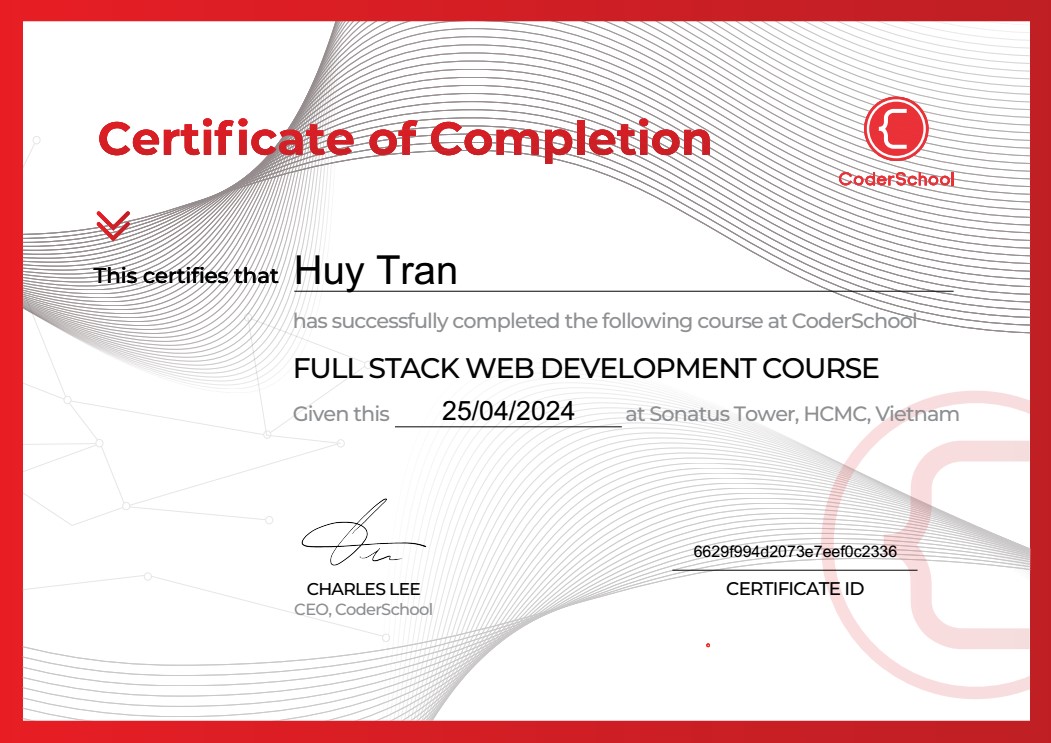 Certificate of Completion
CoderSchool
This certifies that Huy Tran
has successfully completed the following course at CoderSchool
FULL STACK WEB DEVELOPMENT COURSE
Given this 25/04/2024 at Sonatus Tower, HCMC, Vietnam
6629f994d2073e7eef0c2336
CHARLES LEE
CERTIFICATE ID
CEO, CoderSchool